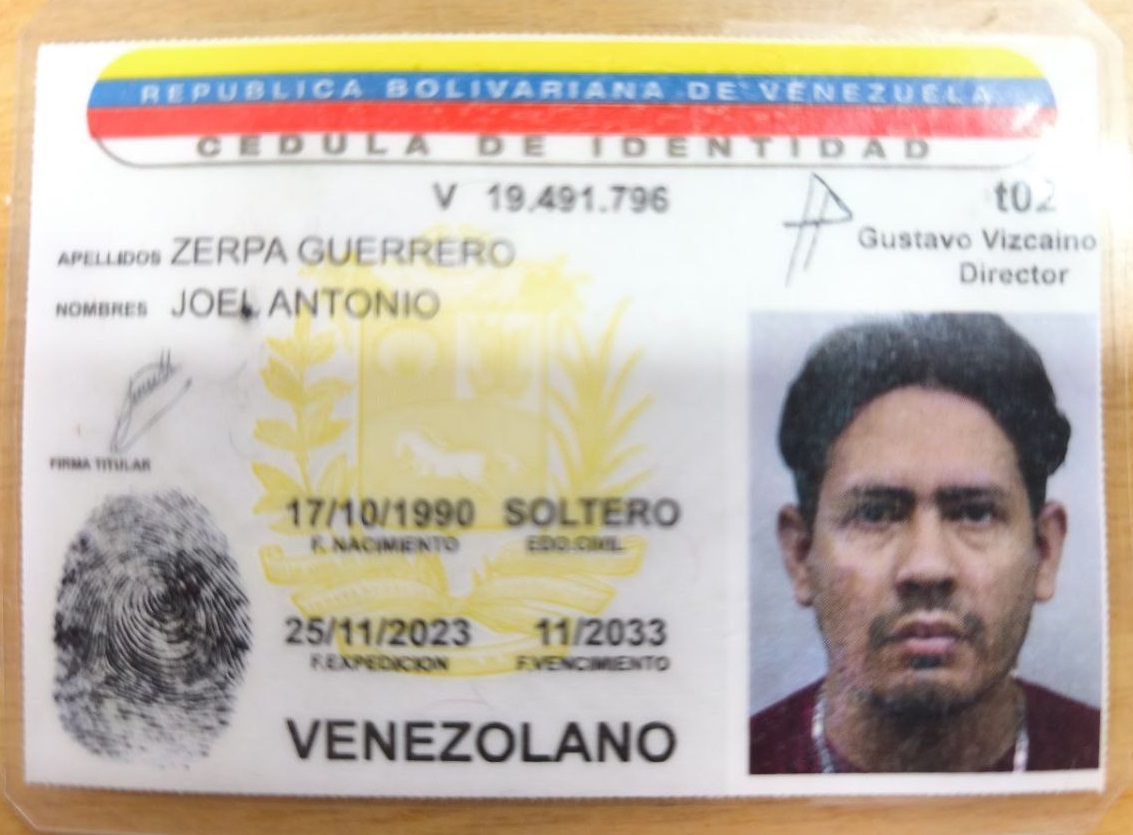 REPUBLICA BOLIVARIANA DE VENEZUELA
CEDULA DE IDENTIDAD
V 19.491.796
t02
Gustavo Vizcaino
Director
APELLIDOS ZERPA GUERRERO
NOMBRES JOEL ANTONIO
FIRMA TITULAR
17/10/1990 SOLTERO
F. NACIMIENTO EDO.CIVIL
25/11/2023 11/2033
F.EXPEDICION F.VENCIMIENTO
VENEZOLANO